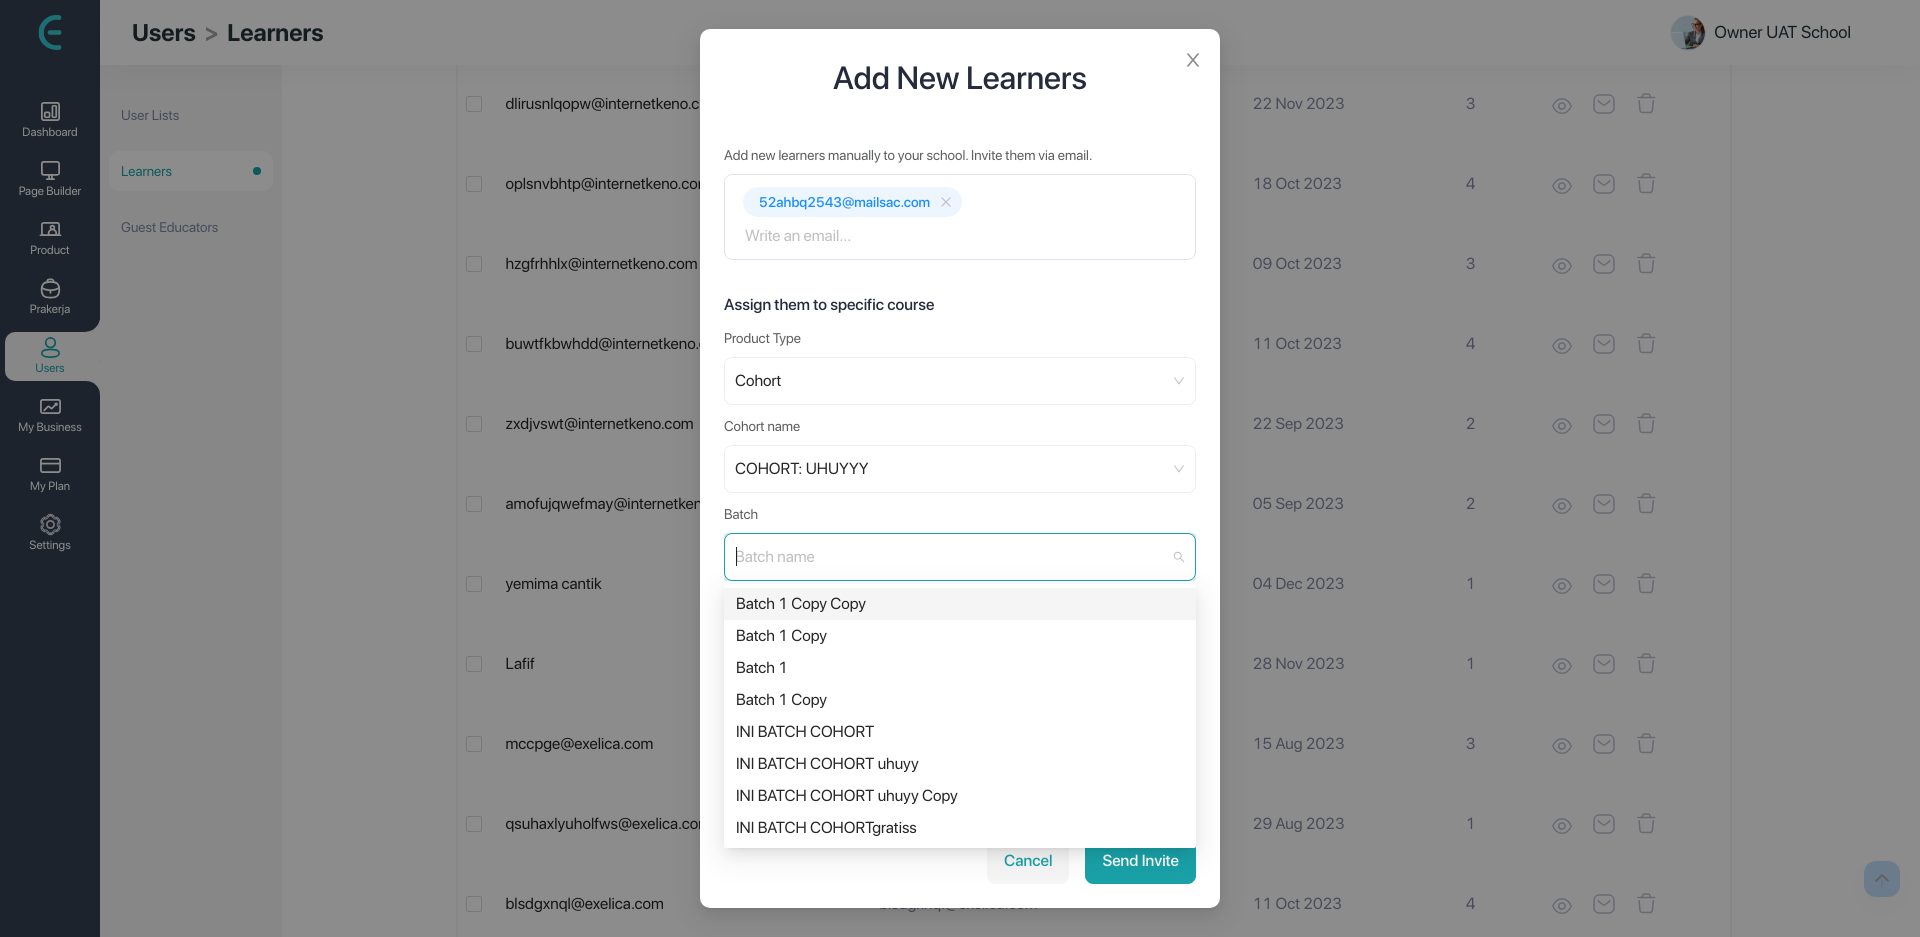 Users > Learners
Owner UAT School
Dashboard
Page Builder
Product
Prakerja
Users
My Business
My Plan
Settings
User Lists
Learners
Guest Educators
dlirusnlqopw@internetkeno.c
22 Nov 2023
3
oplsnvbhtp@internetkeno.cor
18 Oct 2023
4
hzgfrhhlx@internetkeno.com
09 Oct 2023
3
buwtfkbwhdd@internetkeno.
11 Oct 2023
4
zxdjvswt@internetkeno.com
22 Sep 2023
2
amofujqwefmay@internetker
05 Sep 2023
2
yemima cantik
04 Dec 2023
1
Lafif
28 Nov 2023
1
mccpge@exelica.com
15 Aug 2023
3
qsuhaxlyuholfws@exelica.cor
29 Aug 2023
1
blsdgxnql@exelica.com
11 Oct 2023
4
Add New Learners
Add new learners manually to your school. Invite them via email.
52ahbq2543@mailsac.com
Write an email...
Assign them to specific course
Product Type
Cohort
Cohort name
COHORT: UHUYYY
Batch
Batch name
Batch 1 Copy Copy
Batch 1 Copy
Batch 1
Batch 1 Copy
INI BATCH COHORT
INI BATCH COHORT uhuyy
INI BATCH COHORT uhuyy Copy
INI BATCH COHORTgratiss
Cancel
Send Invite